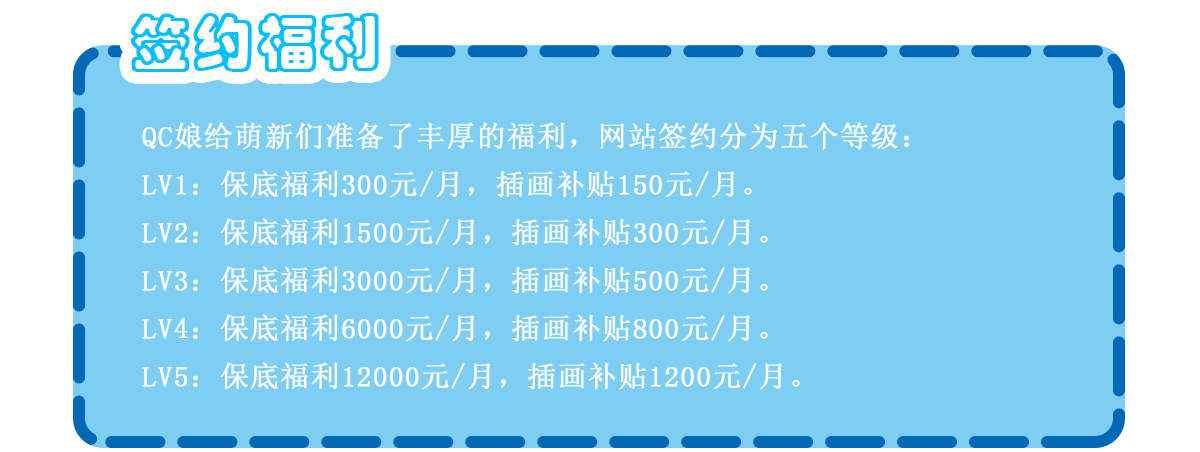 签约福利
QC娘给萌新们准备了丰厚的福利，网站签约分为五个等级：
LV1：保底福利300元/月，插画补贴150元/月。
LV2：保底福利1500元/月，插画补贴300元/月。
LV3：保底福利3000元/月，插画补贴500元/月。
LV4：保底福利6000元/月，插画补贴800元/月。
LV5：保底福利12000元/月，插画补贴1200元/月。